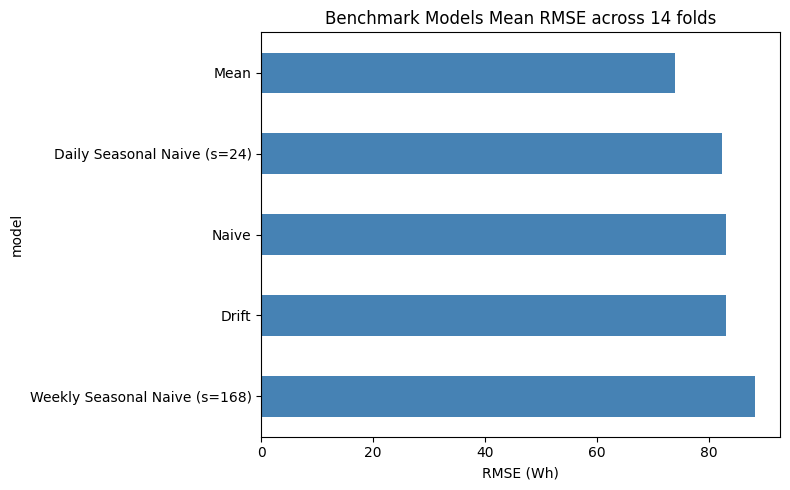 Benchmark Models Mean RMSE across 14 folds
model
Mean
Daily Seasonal Naive (s=24)
Naive
Drift
Weekly Seasonal Naive (s=168)
0 20 40 60 80
RMSE (Wh)